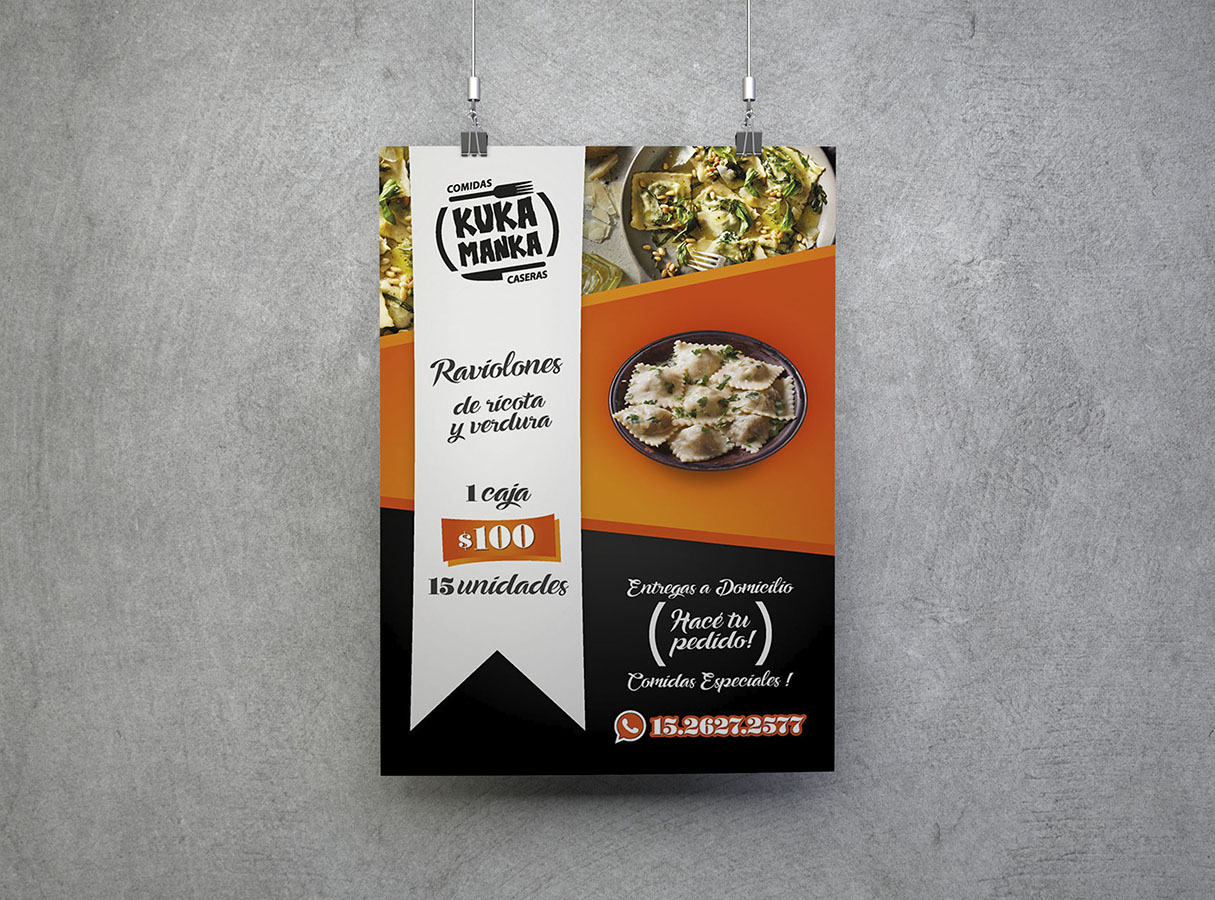 COMIDAS
KUKA
MANKA
CASERAS
Raviolones
de ricota
y verdura
1 caja
$100
15 unidades
Entregas a Domicilio
(Hacé tu
pedido!)
Comidas Especiales !
15.2627.2577